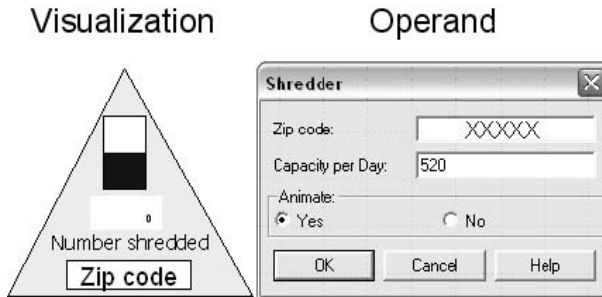 Visualization
Operand
0
Number shredded
Zip code
Shredder
Zip code: XXXXX
Capacity per Day: 520
Animate:
Yes No
OK Cancel Help